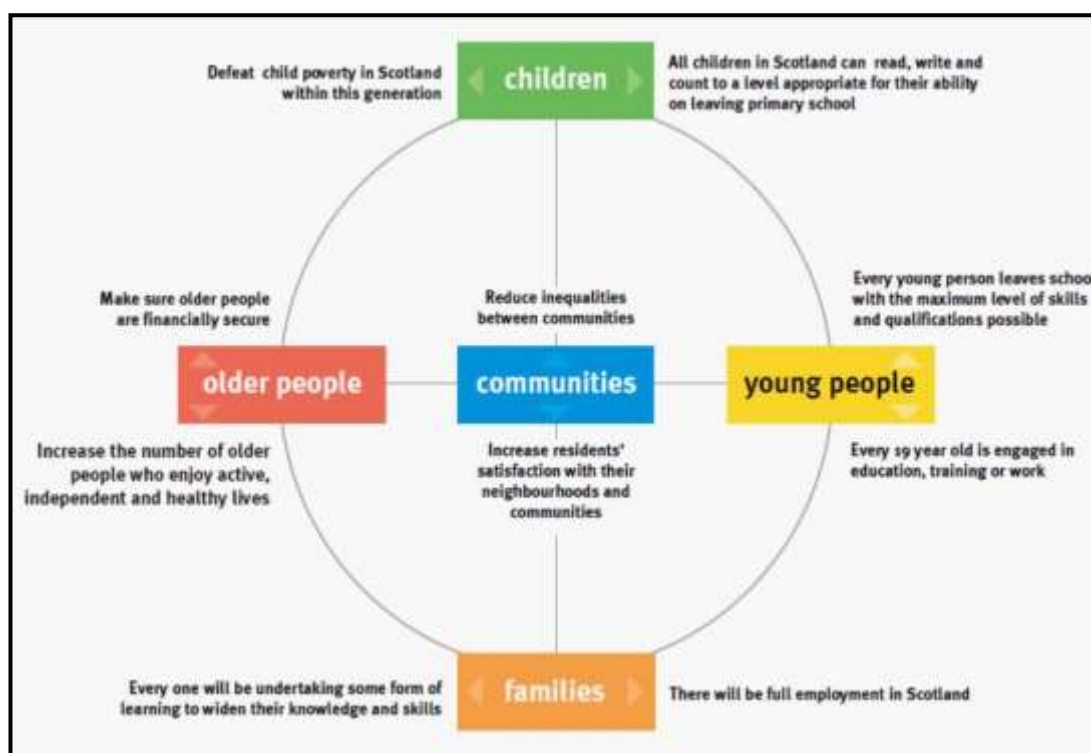 Defeat child poverty in Scotland
within this generation
children
All children in Scotland can read, write and
count to a level appropriate for their ability
on leaving primary school
Make sure older people
are financially secure
older people
Increase the number of older
people who enjoy active,
independent and healthy lives
Reduce inequalities
between communities
communities
Increase residents'
satisfaction with their
neighbourhoods and
communities
Every young person leaves schoo
with the maximum level of skills
and qualifications possible
young people
Every 19 year old is engaged in
education, training or work
Every one will be undertaking some form of
learning to widen their knowledge and skills
families
There will be full employment in Scotland